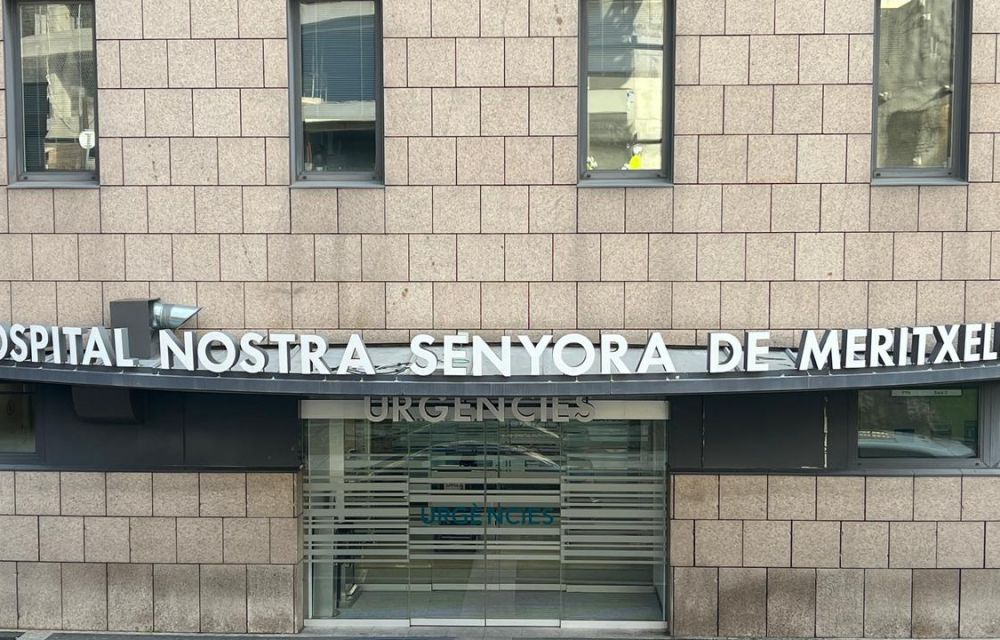 OSPITAL NOSTRA SENYORA DE MERITXEL
URGÈNCIES
URGÈNCIES